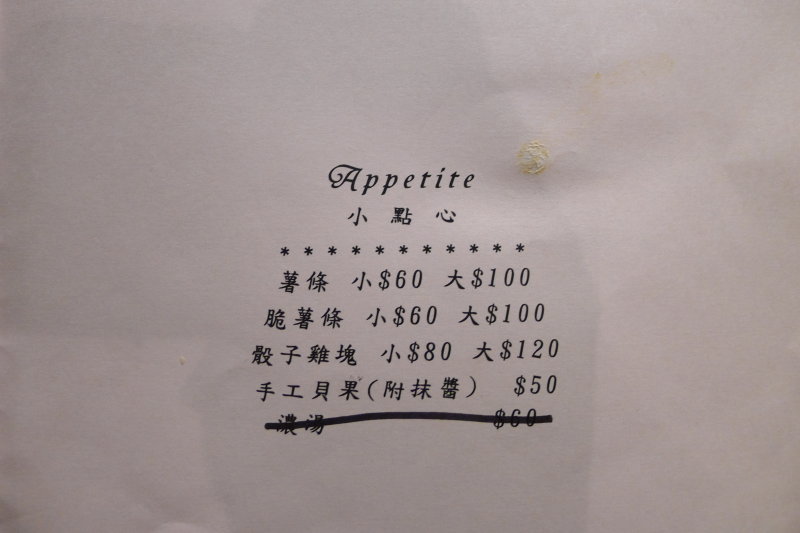 Appetite
小點心
* * * * * * * * * * *
薯條 小$60 大$100
脆薯條 小$60 大$100
骰子雞塊 小$80 大$120
手工貝果(附抹醬) $50
濃湯 $60